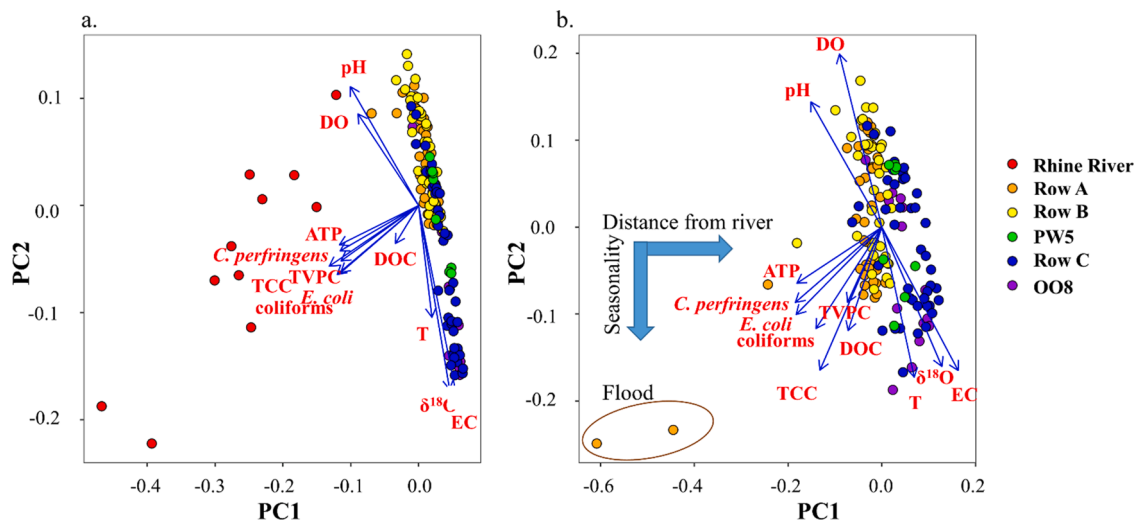 a.
PC2
0.1
0.0
-0.1
-0.2
pH
DO
ATP
C. perfringens
DOC
TVPC
TCC
E. coli
coliforms
T
δ¹⁸C
EC
-0.4
-0.3
-0.2
-0.1
0.0
PC1
b.
0.2
0.1
0.0
-0.1
-0.2
DO
pH
Distance from river
Seasonality
ATP
C. perfringens
TVPC
E. coli
coliforms
DOC
TCC
δ¹⁸O
T
EC
Flood
-0.6
-0.4
-0.2
0.0
0.2
PC1
PC2
Rhine River
Row A
Row B
PW5
Row C
OO8